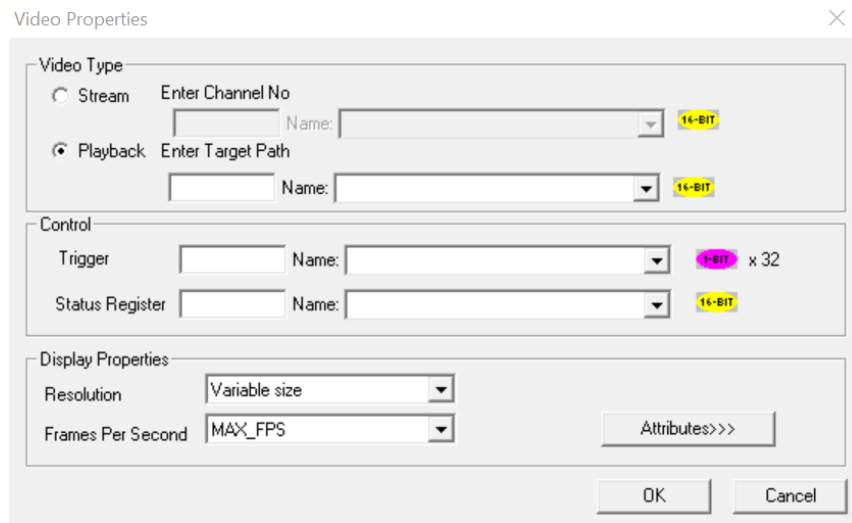 Video Properties
Video Type
Stream Enter Channel No
Name: 16-BIT
Playback Enter Target Path
Name: 16-BIT
Control
Trigger Name: 1-BIT x 32
Status Register Name: 16-BIT
Display Properties
Resolution Variable size
Frames Per Second MAX_FPS Attributes>>>
OK Cancel